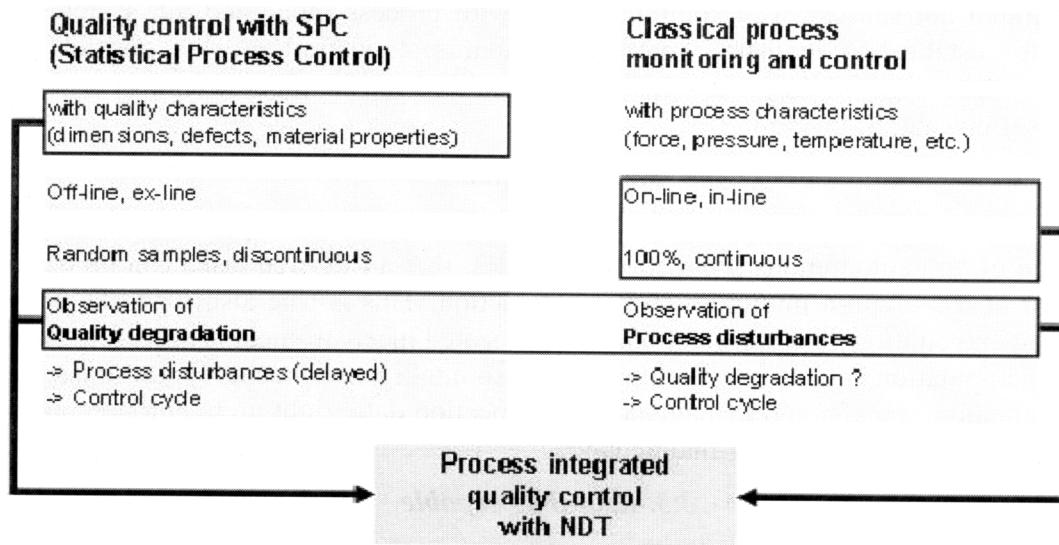 Quality control with SPC
(Statistical Process Control)
with quality characteristics
(dimensions, defects, material properties)
Off-line, ex-line
Random samples, discontinuous
Observation of
Quality degradation
-> Process disturbances (delayed)
-> Control cycle
Classical process
monitoring and control
with process characteristics
(force, pressure, temperature, etc.)
On-line, in-line
100%, continuous
Observation of
Process disturbances
-> Quality degradation ?
-> Control cycle
Process integrated
quality control
with NDT